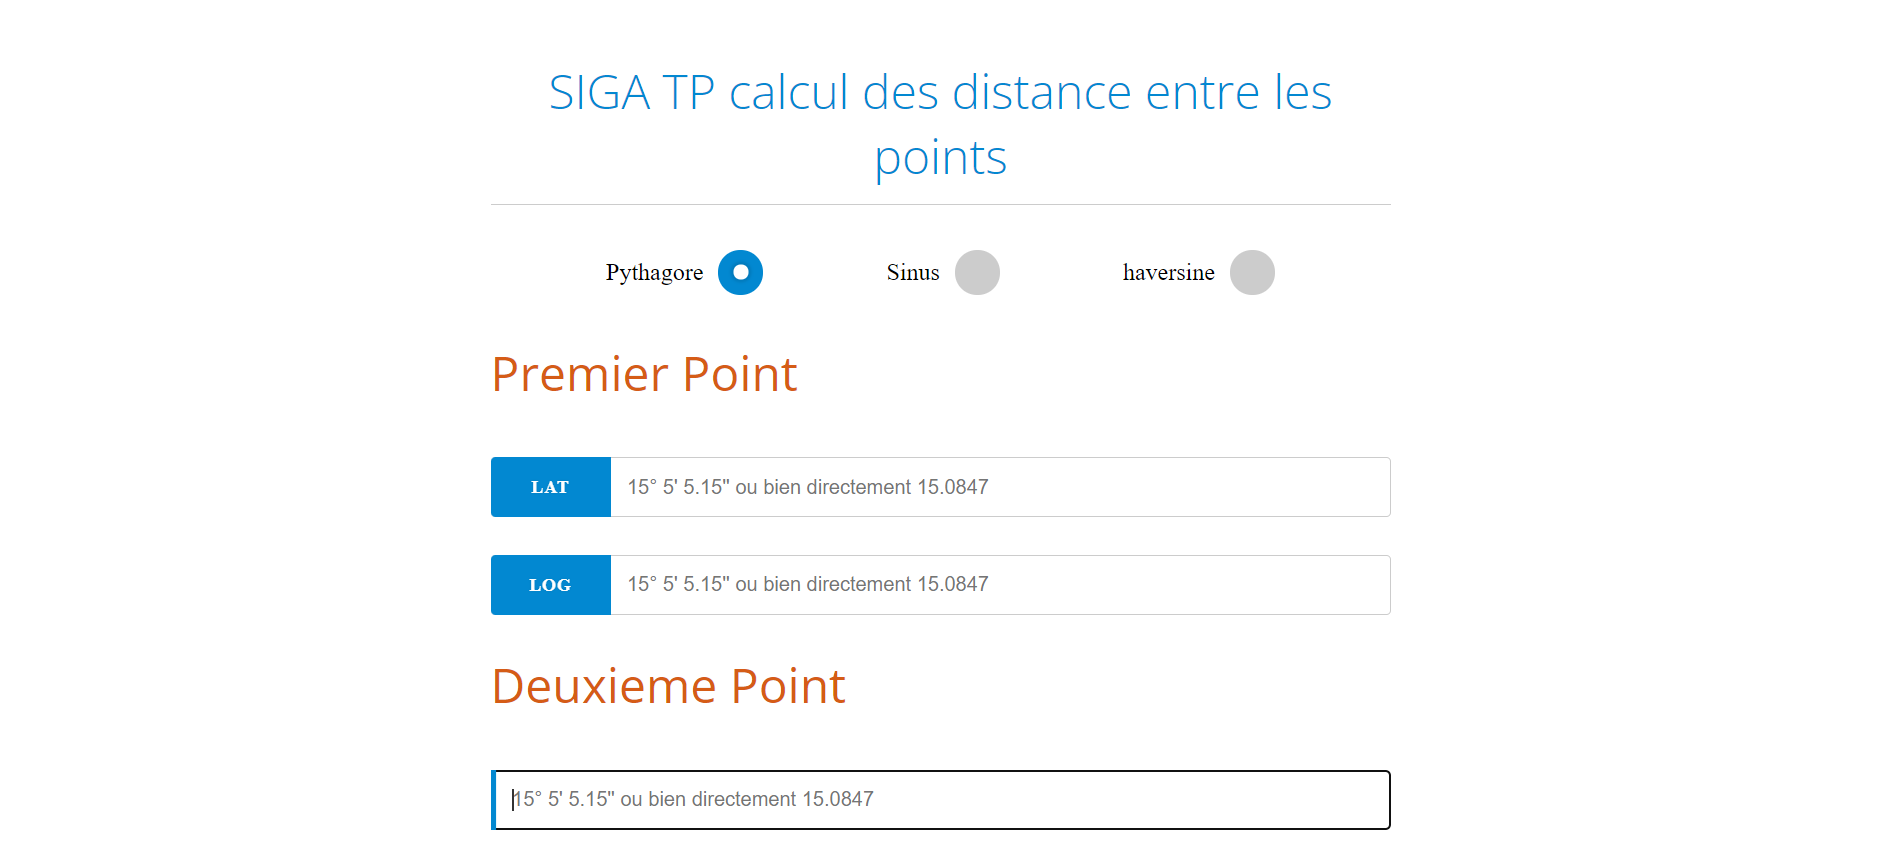 SIGA TP calcul des distance entre les
points
Pythagore Sinus haversine
Premier Point
LAT 15° 5' 5.15'' ou bien directement 15.0847
LOG 15° 5' 5.15'' ou bien directement 15.0847
Deuxieme Point
15° 5' 5.15'' ou bien directement 15.0847